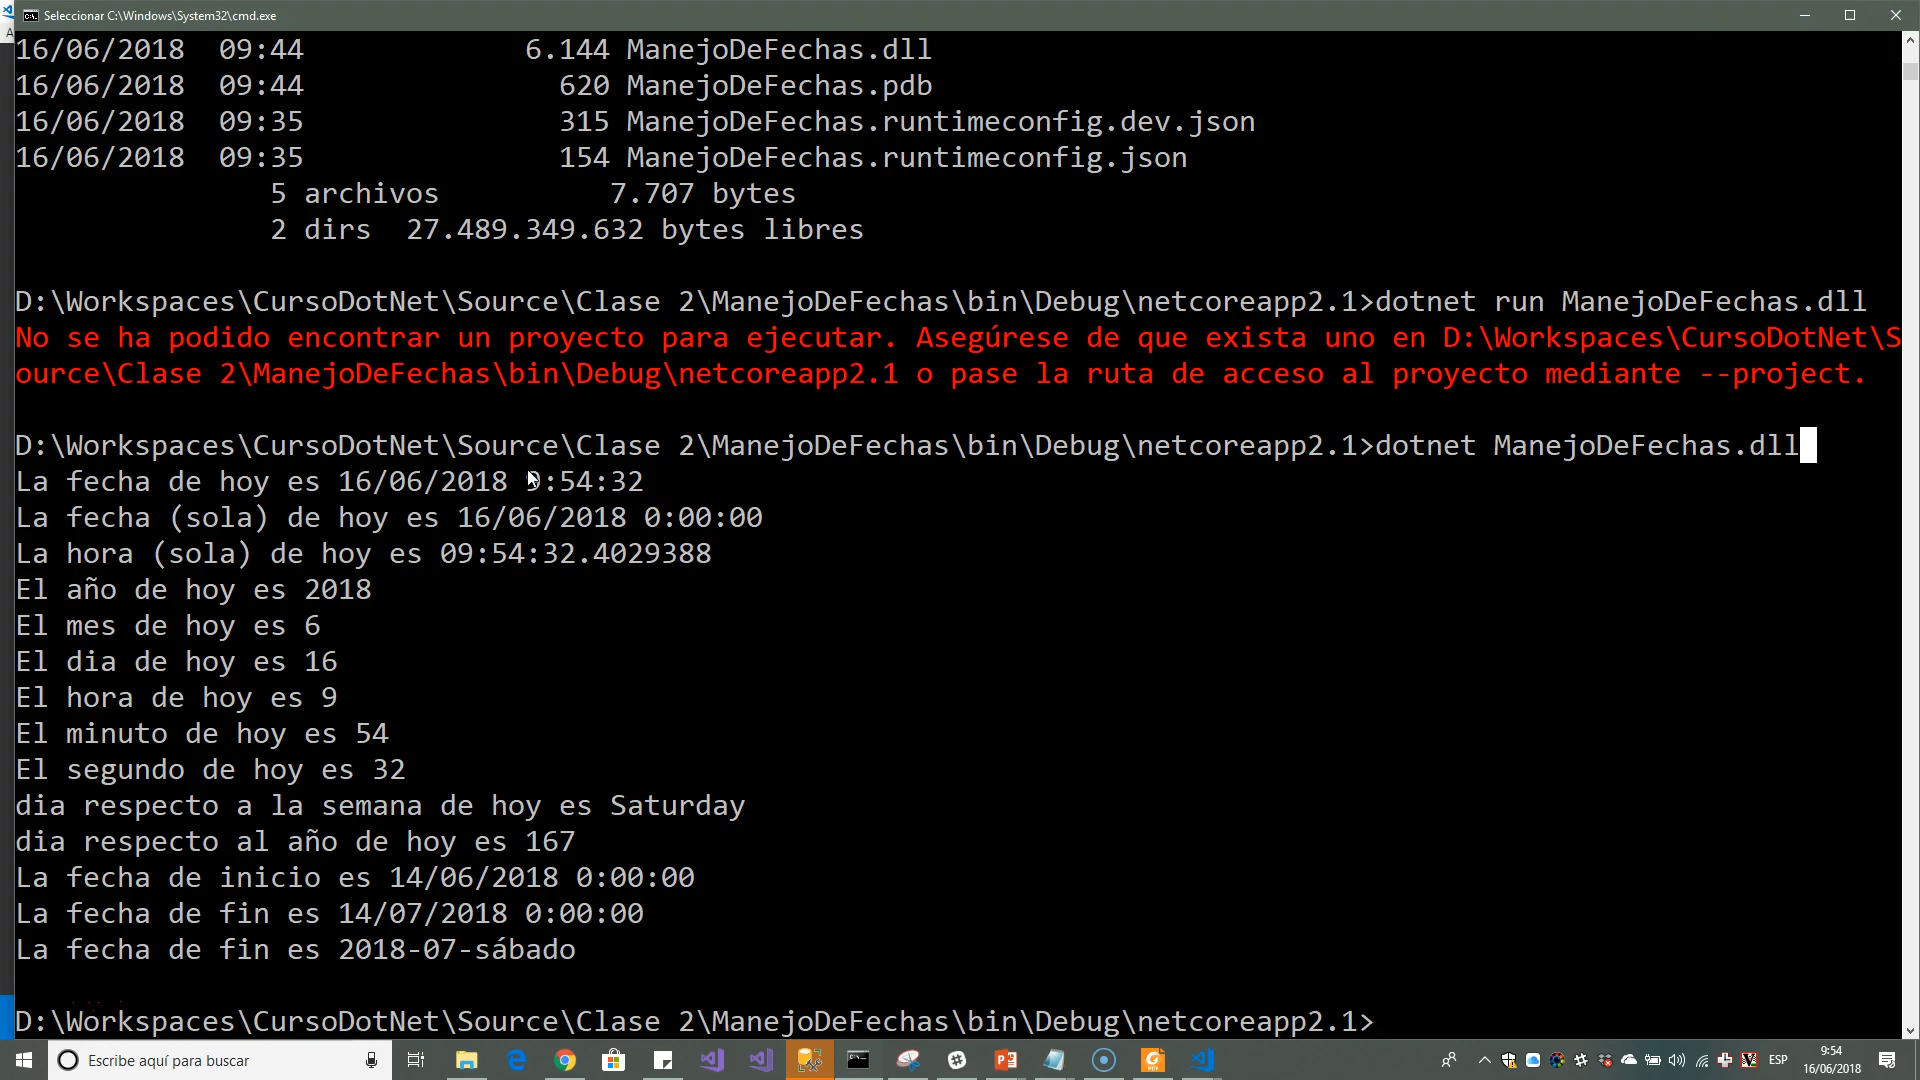 Seleccionar C:\Windows\System32\cmd.exe
16/06/2018  09:44             6.144 ManejoDeFechas.dll
16/06/2018  09:44               620 ManejoDeFechas.pdb
16/06/2018  09:35               315 ManejoDeFechas.runtimeconfig.dev.json
16/06/2018  09:35               154 ManejoDeFechas.runtimeconfig.json
               5 archivos          7.707 bytes
               2 dirs  27.489.349.632 bytes libres
D:\Workspaces\CursoDotNet\Source\Clase 2\ManejoDeFechas\bin\Debug\netcoreapp2.1>dotnet run ManejoDeFechas.dll
No se ha podido encontrar un proyecto para ejecutar. Asegúrese de que exista uno en D:\Workspaces\CursoDotNet\S
ource\Clase 2\ManejoDeFechas\bin\Debug\netcoreapp2.1 o pase la ruta de acceso al proyecto mediante --project.
D:\Workspaces\CursoDotNet\Source\Clase 2\ManejoDeFechas\bin\Debug\netcoreapp2.1>dotnet ManejoDeFechas.dll
La fecha de hoy es 16/06/2018 9:54:32
La fecha (sola) de hoy es 16/06/2018 0:00:00
La hora (sola) de hoy es 09:54:32.4029388
El año de hoy es 2018
El mes de hoy es 6
El dia de hoy es 16
El hora de hoy es 9
El minuto de hoy es 54
El segundo de hoy es 32
dia respecto a la semana de hoy es Saturday
dia respecto al año de hoy es 167
La fecha de inicio es 14/06/2018 0:00:00
La fecha de fin es 14/07/2018 0:00:00
La fecha de fin es 2018-07-sábado
D:\Workspaces\CursoDotNet\Source\Clase 2\ManejoDeFechas\bin\Debug\netcoreapp2.1>
Escribe aquí para buscar
ESP
9:54
16/06/2018